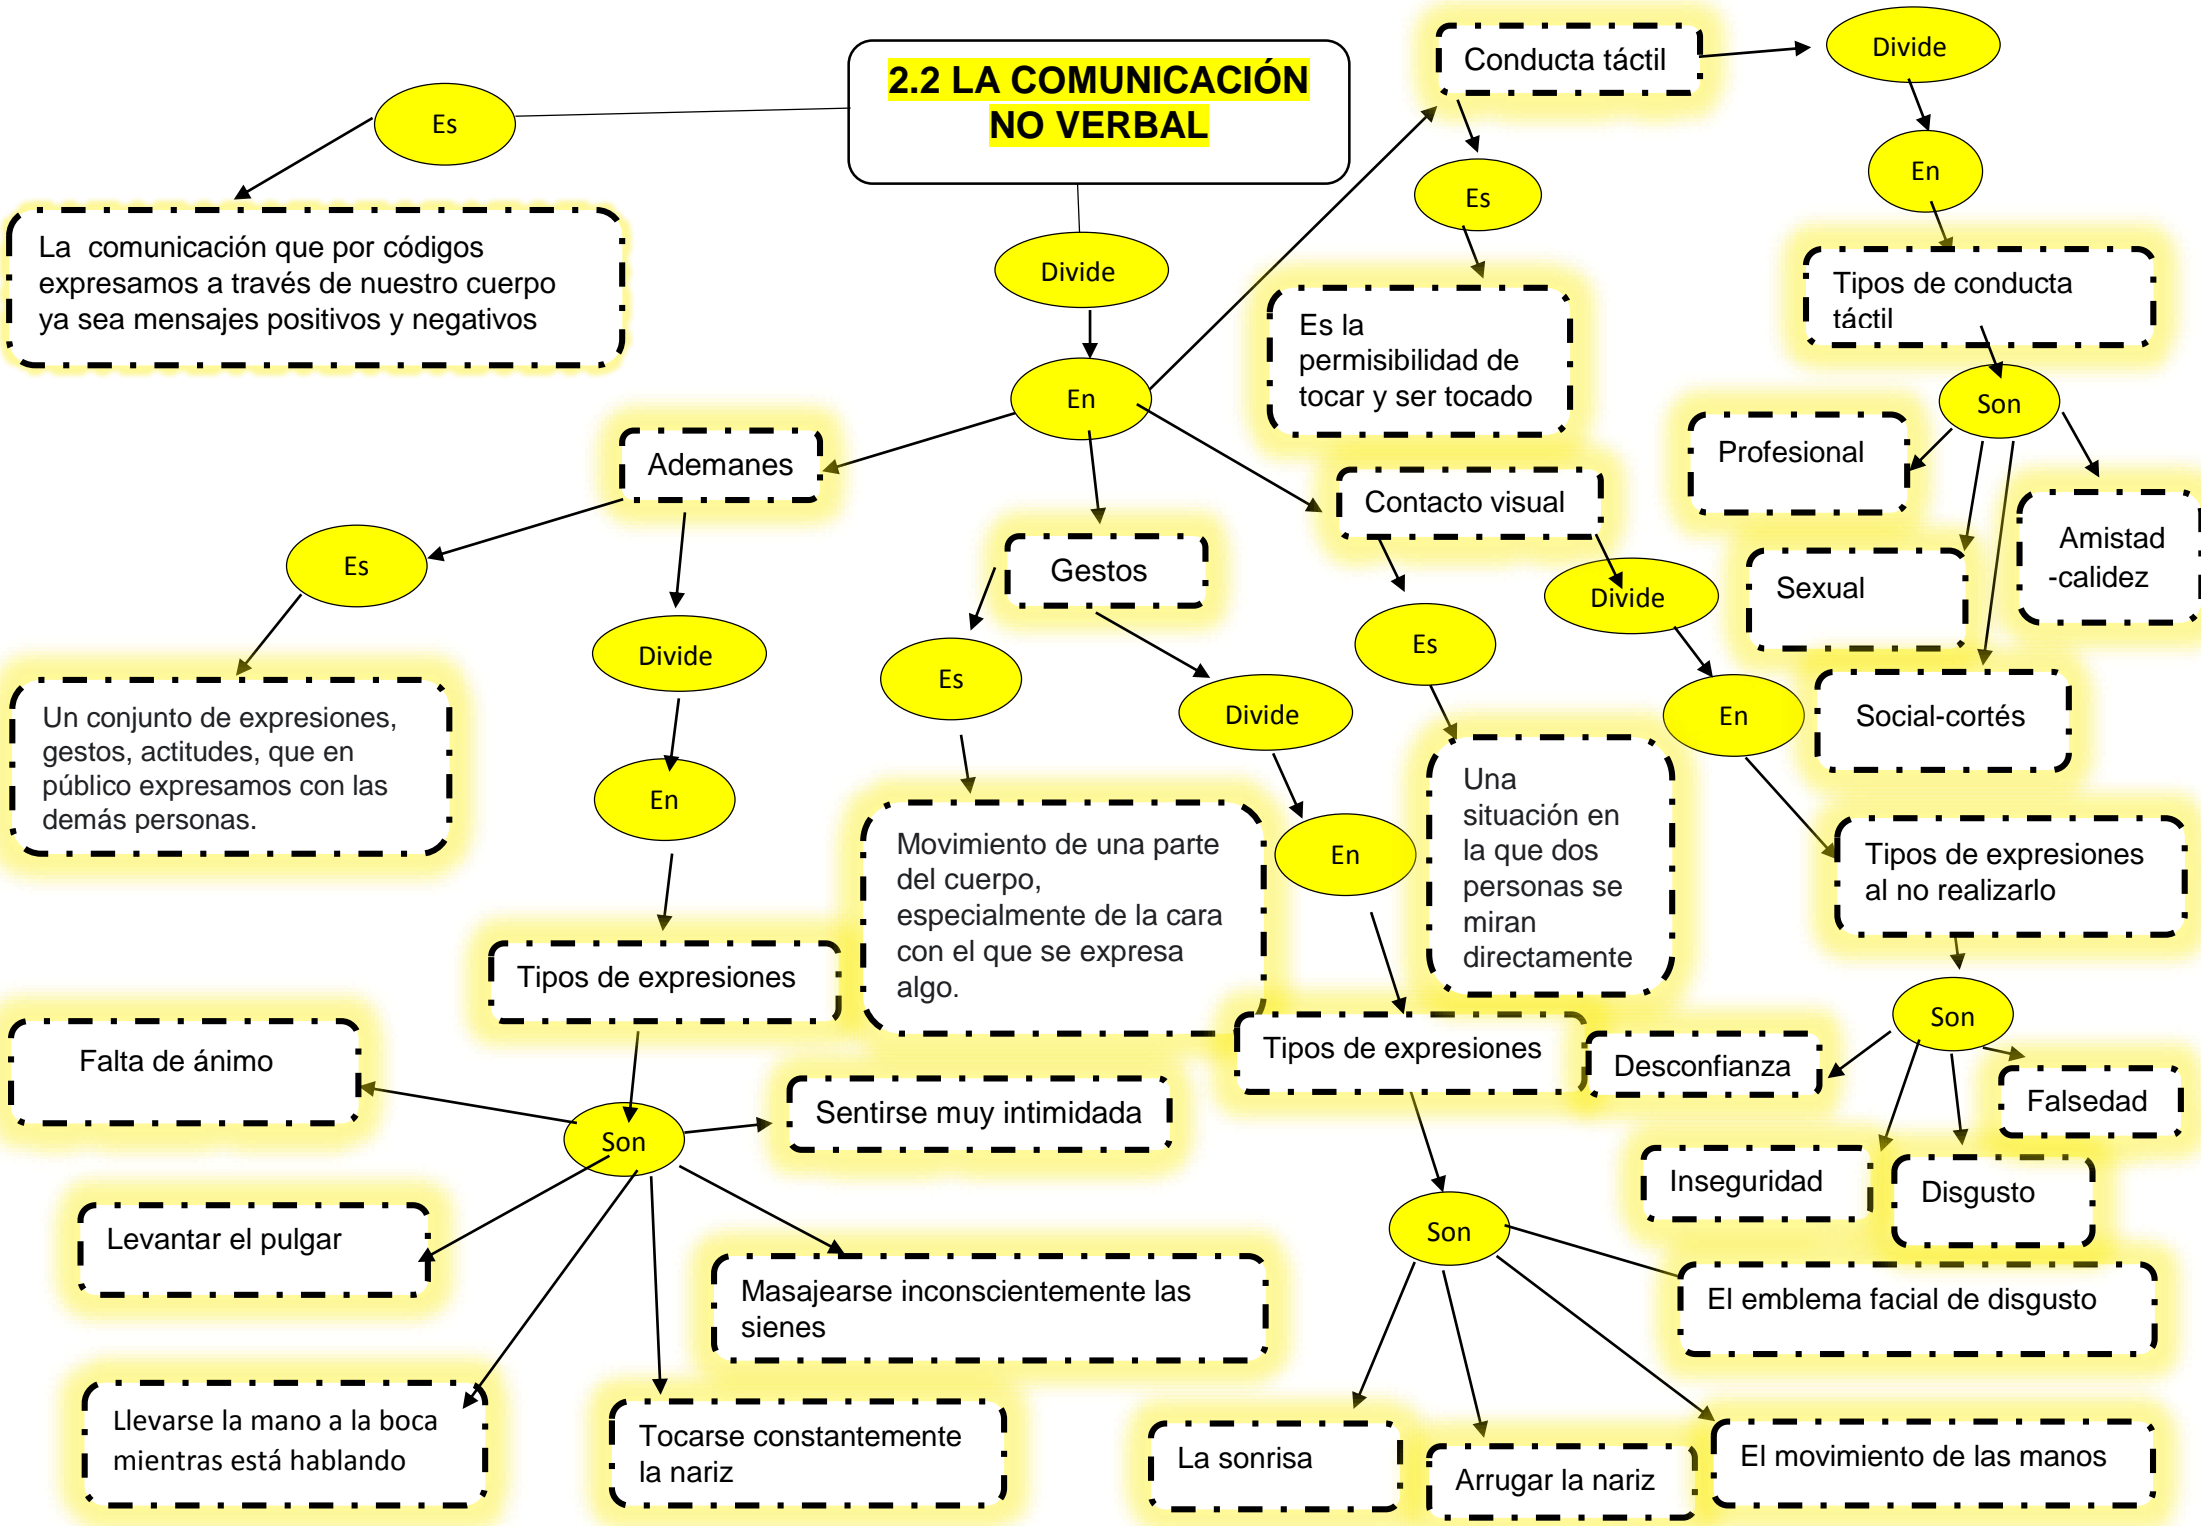 2.2 LA COMUNICACIÓN
NO VERBAL
Es
La comunicación que por códigos
expresamos a través de nuestro cuerpo
ya sea mensajes positivos y negativos
Divide
En
Conducta táctil
Divide
En
Tipos de conducta
táctil
Son
Profesional
Sexual
Social-cortés
Amistad
-calidez
Es
Es la
permisibilidad de
tocar y ser tocado
Contacto visual
Es
Una
situación en
la que dos
personas se
miran
directamente
Divide
En
Tipos de expresiones
al no realizarlo
Son
Desconfianza
Inseguridad
Disgusto
Falsedad
Gestos
Es
Movimiento de una parte
del cuerpo,
especialmente de la cara
con el que se expresa
algo.
Divide
En
Tipos de expresiones
Son
La sonrisa
Arrugar la nariz
El movimiento de las manos
El emblema facial de disgusto
Ademanes
Es
Un conjunto de expresiones,
gestos, actitudes, que en
público expresamos con las
demás personas.
Divide
En
Tipos de expresiones
Son
Falta de ánimo
Levantar el pulgar
Llevarse la mano a la boca
mientras está hablando
Tocarse constantemente
la nariz
Masajearse inconscientemente las
sienes
Sentirse muy intimidada